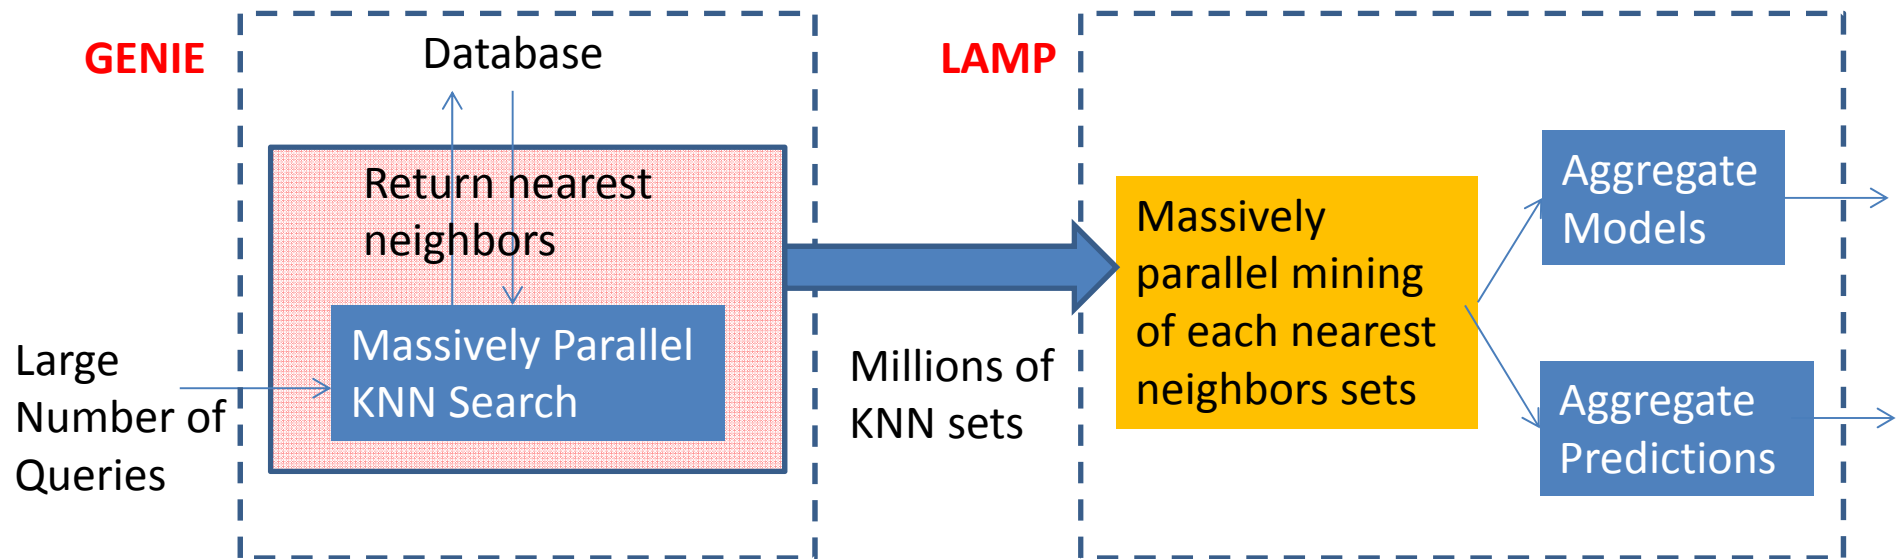 GENIE
Database
Return nearest
neighbors
Massively Parallel
KNN Search
Large
Number of
Queries
LAMP
Millions of
KNN sets
Massively
parallel mining
of each nearest
neighbors sets
Aggregate
Models
Aggregate
Predictions